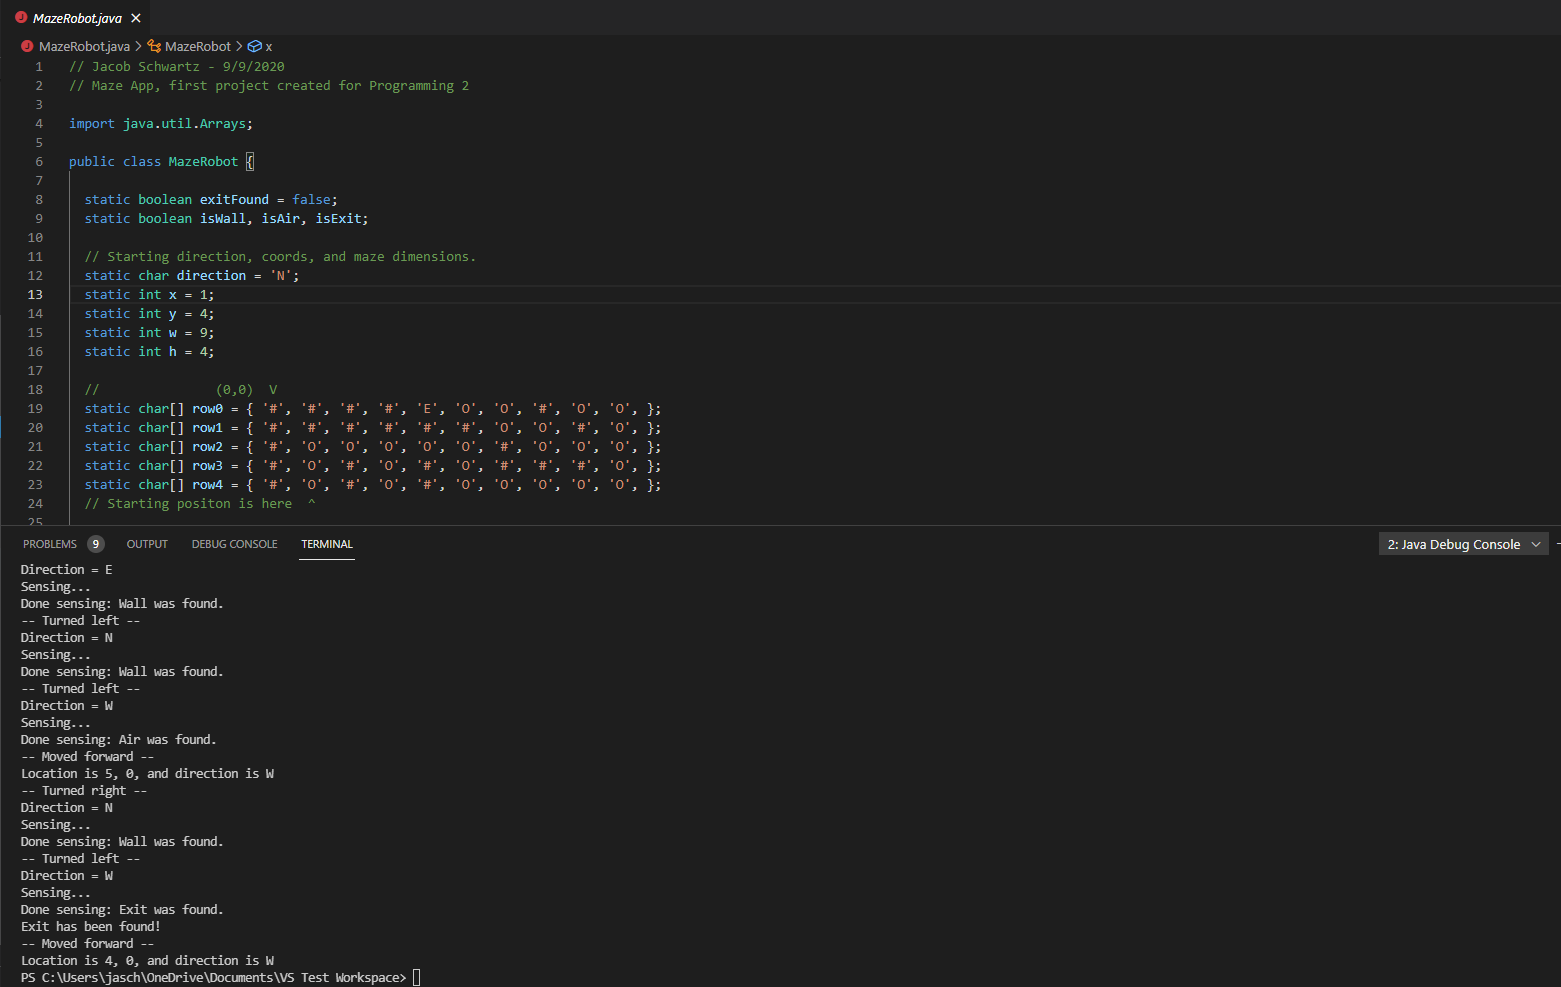 MazeRobot.java
MazeRobot.java > MazeRobot > x
1 // Jacob Schwartz - 9/9/2020
2 // Maze App, first project created for Programming 2
3
4 import java.util.Arrays;
5
6 public class MazeRobot {
7
8 static boolean exitFound = false;
9 static boolean isWall, isAir, isExit;
10
11 // Starting direction, coords, and maze dimensions.
12 static char direction = 'N';
13 static int x = 1;
14 static int y = 4;
15 static int w = 9;
16 static int h = 4;
17
18 // (0,0) V
19 static char[] row0 = { '#', '#', '#', '#', 'E', 'O', 'O', '#', 'O', 'O', };
20 static char[] row1 = { '#', '#', '#', '#', '#', '#', 'O', 'O', '#', 'O', };
21 static char[] row2 = { '#', 'O', 'O', 'O', 'O', 'O', '#', 'O', 'O', 'O', };
22 static char[] row3 = { '#', 'O', '#', 'O', '#', 'O', '#', '#', '#', 'O', };
23 static char[] row4 = { '#', 'O', '#', 'O', '#', 'O', 'O', 'O', 'O', 'O', };
24 // Starting positon is here ^
25
PROBLEMS 9 OUTPUT DEBUG CONSOLE TERMINAL 2: Java Debug Console
Direction = E
Sensing...
Done sensing: Wall was found.
-- Turned left --
Direction = N
Sensing...
Done sensing: Wall was found.
-- Turned left --
Direction = W
Sensing...
Done sensing: Air was found.
-- Moved forward --
Location is 5, 0, and direction is W
-- Turned right --
Direction = N
Sensing...
Done sensing: Wall was found.
-- Turned left --
Direction = W
Sensing...
Done sensing: Exit was found.
Exit has been found!
-- Moved forward --
Location is 4, 0, and direction is W
PS C:\Users\jasch\OneDrive\Documents\VS Test Workspace>